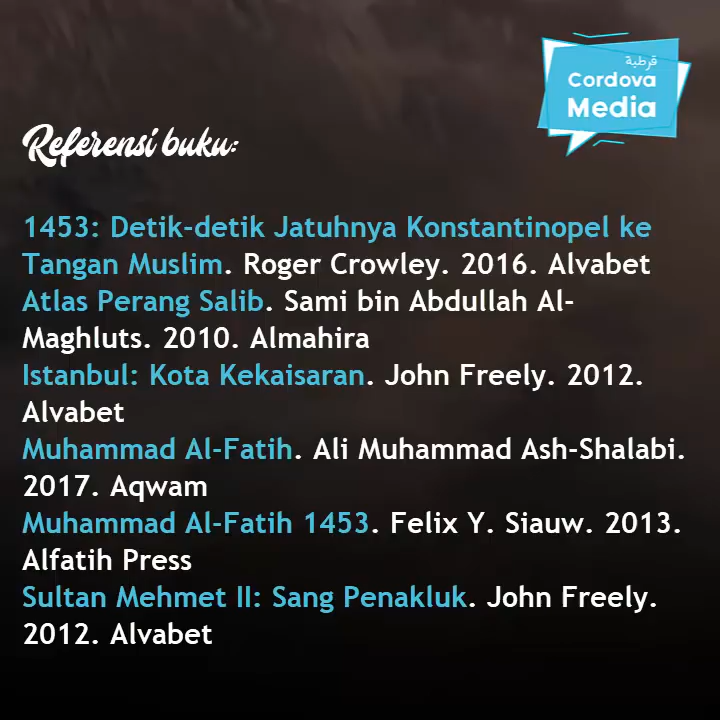 قرطبة
Cordova
Media
Referensi buku:
1453: Detik-detik Jatuhnya Konstantinopel ke
Tangan Muslim. Roger Crowley. 2016. Alvabet
Atlas Perang Salib. Sami bin Abdullah Al-
Maghluts. 2010. Almahira
Istanbul: Kota Kekaisaran. John Freely. 2012.
Alvabet
Muhammad Al-Fatih. Ali Muhammad Ash-Shalabi.
2017. Aqwam
Muhammad Al-Fatih 1453. Felix Y. Siauw. 2013.
Alfatih Press
Sultan Mehmet II: Sang Penakluk. John Freely.
2012. Alvabet